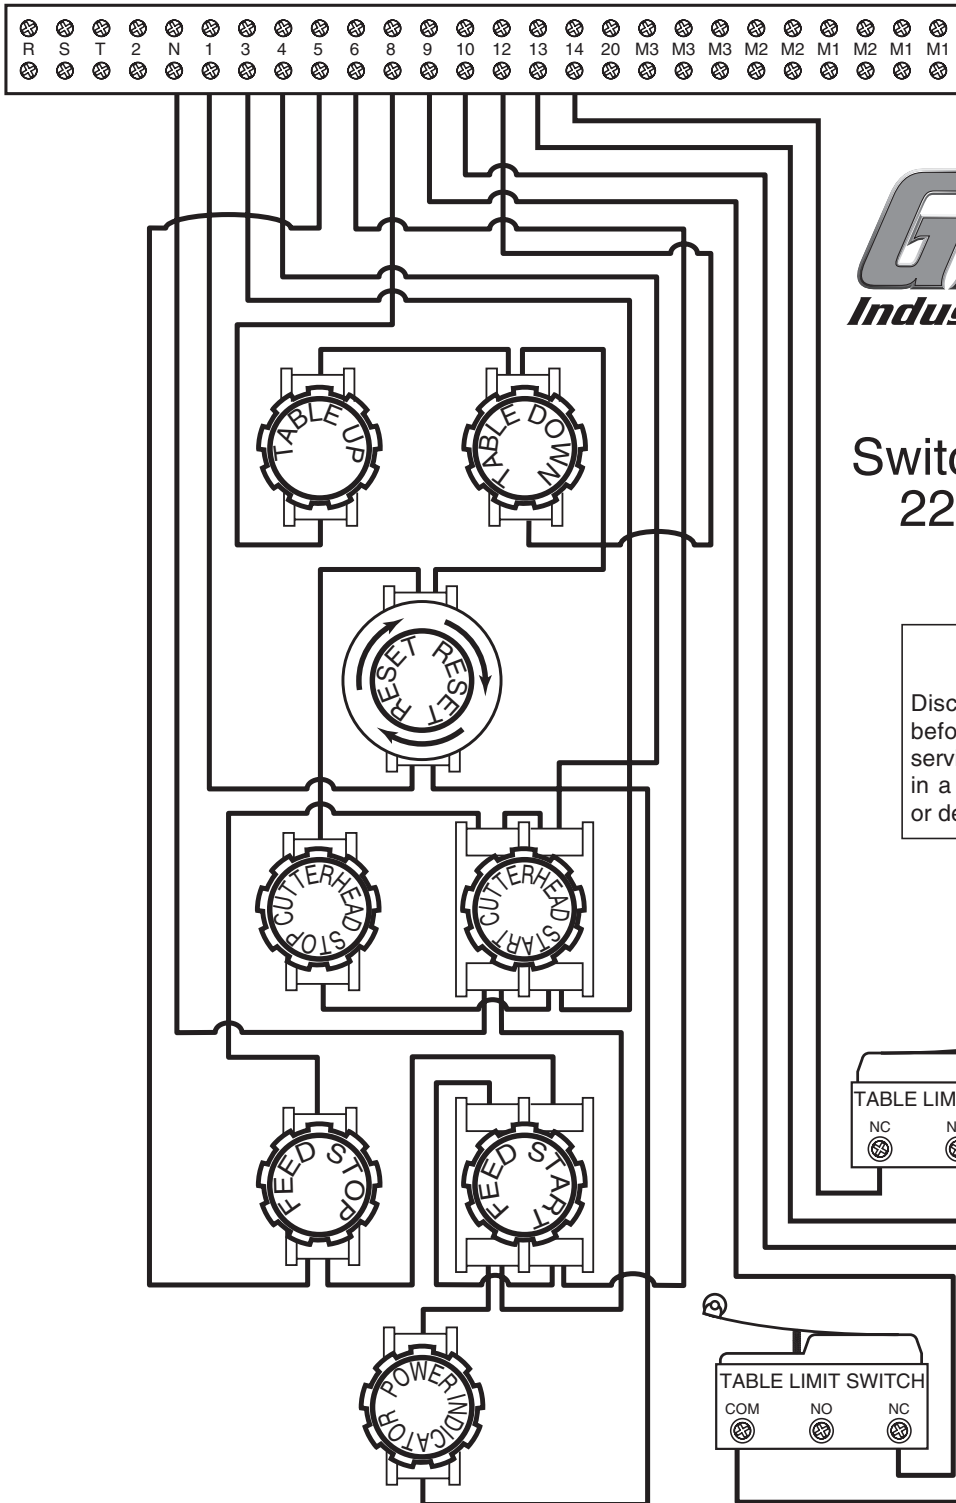 R S T 2 N 1 3 4 5 6 8 9 10 12 13 14 20 M3 M3 M3 M2 M2 M1 M2 M1 M1
Indus
TABLE UP
TABLE DOWN
Switc
22
RESET RESET
Disc
befo
serv
in a
or de
CUTTERHEAD STOP
CUTTERHEAD START
TABLE LIM
NC N
FEED STOP
FEED START
POWER INDICATOR
TABLE LIMIT SWITCH
COM NO NC